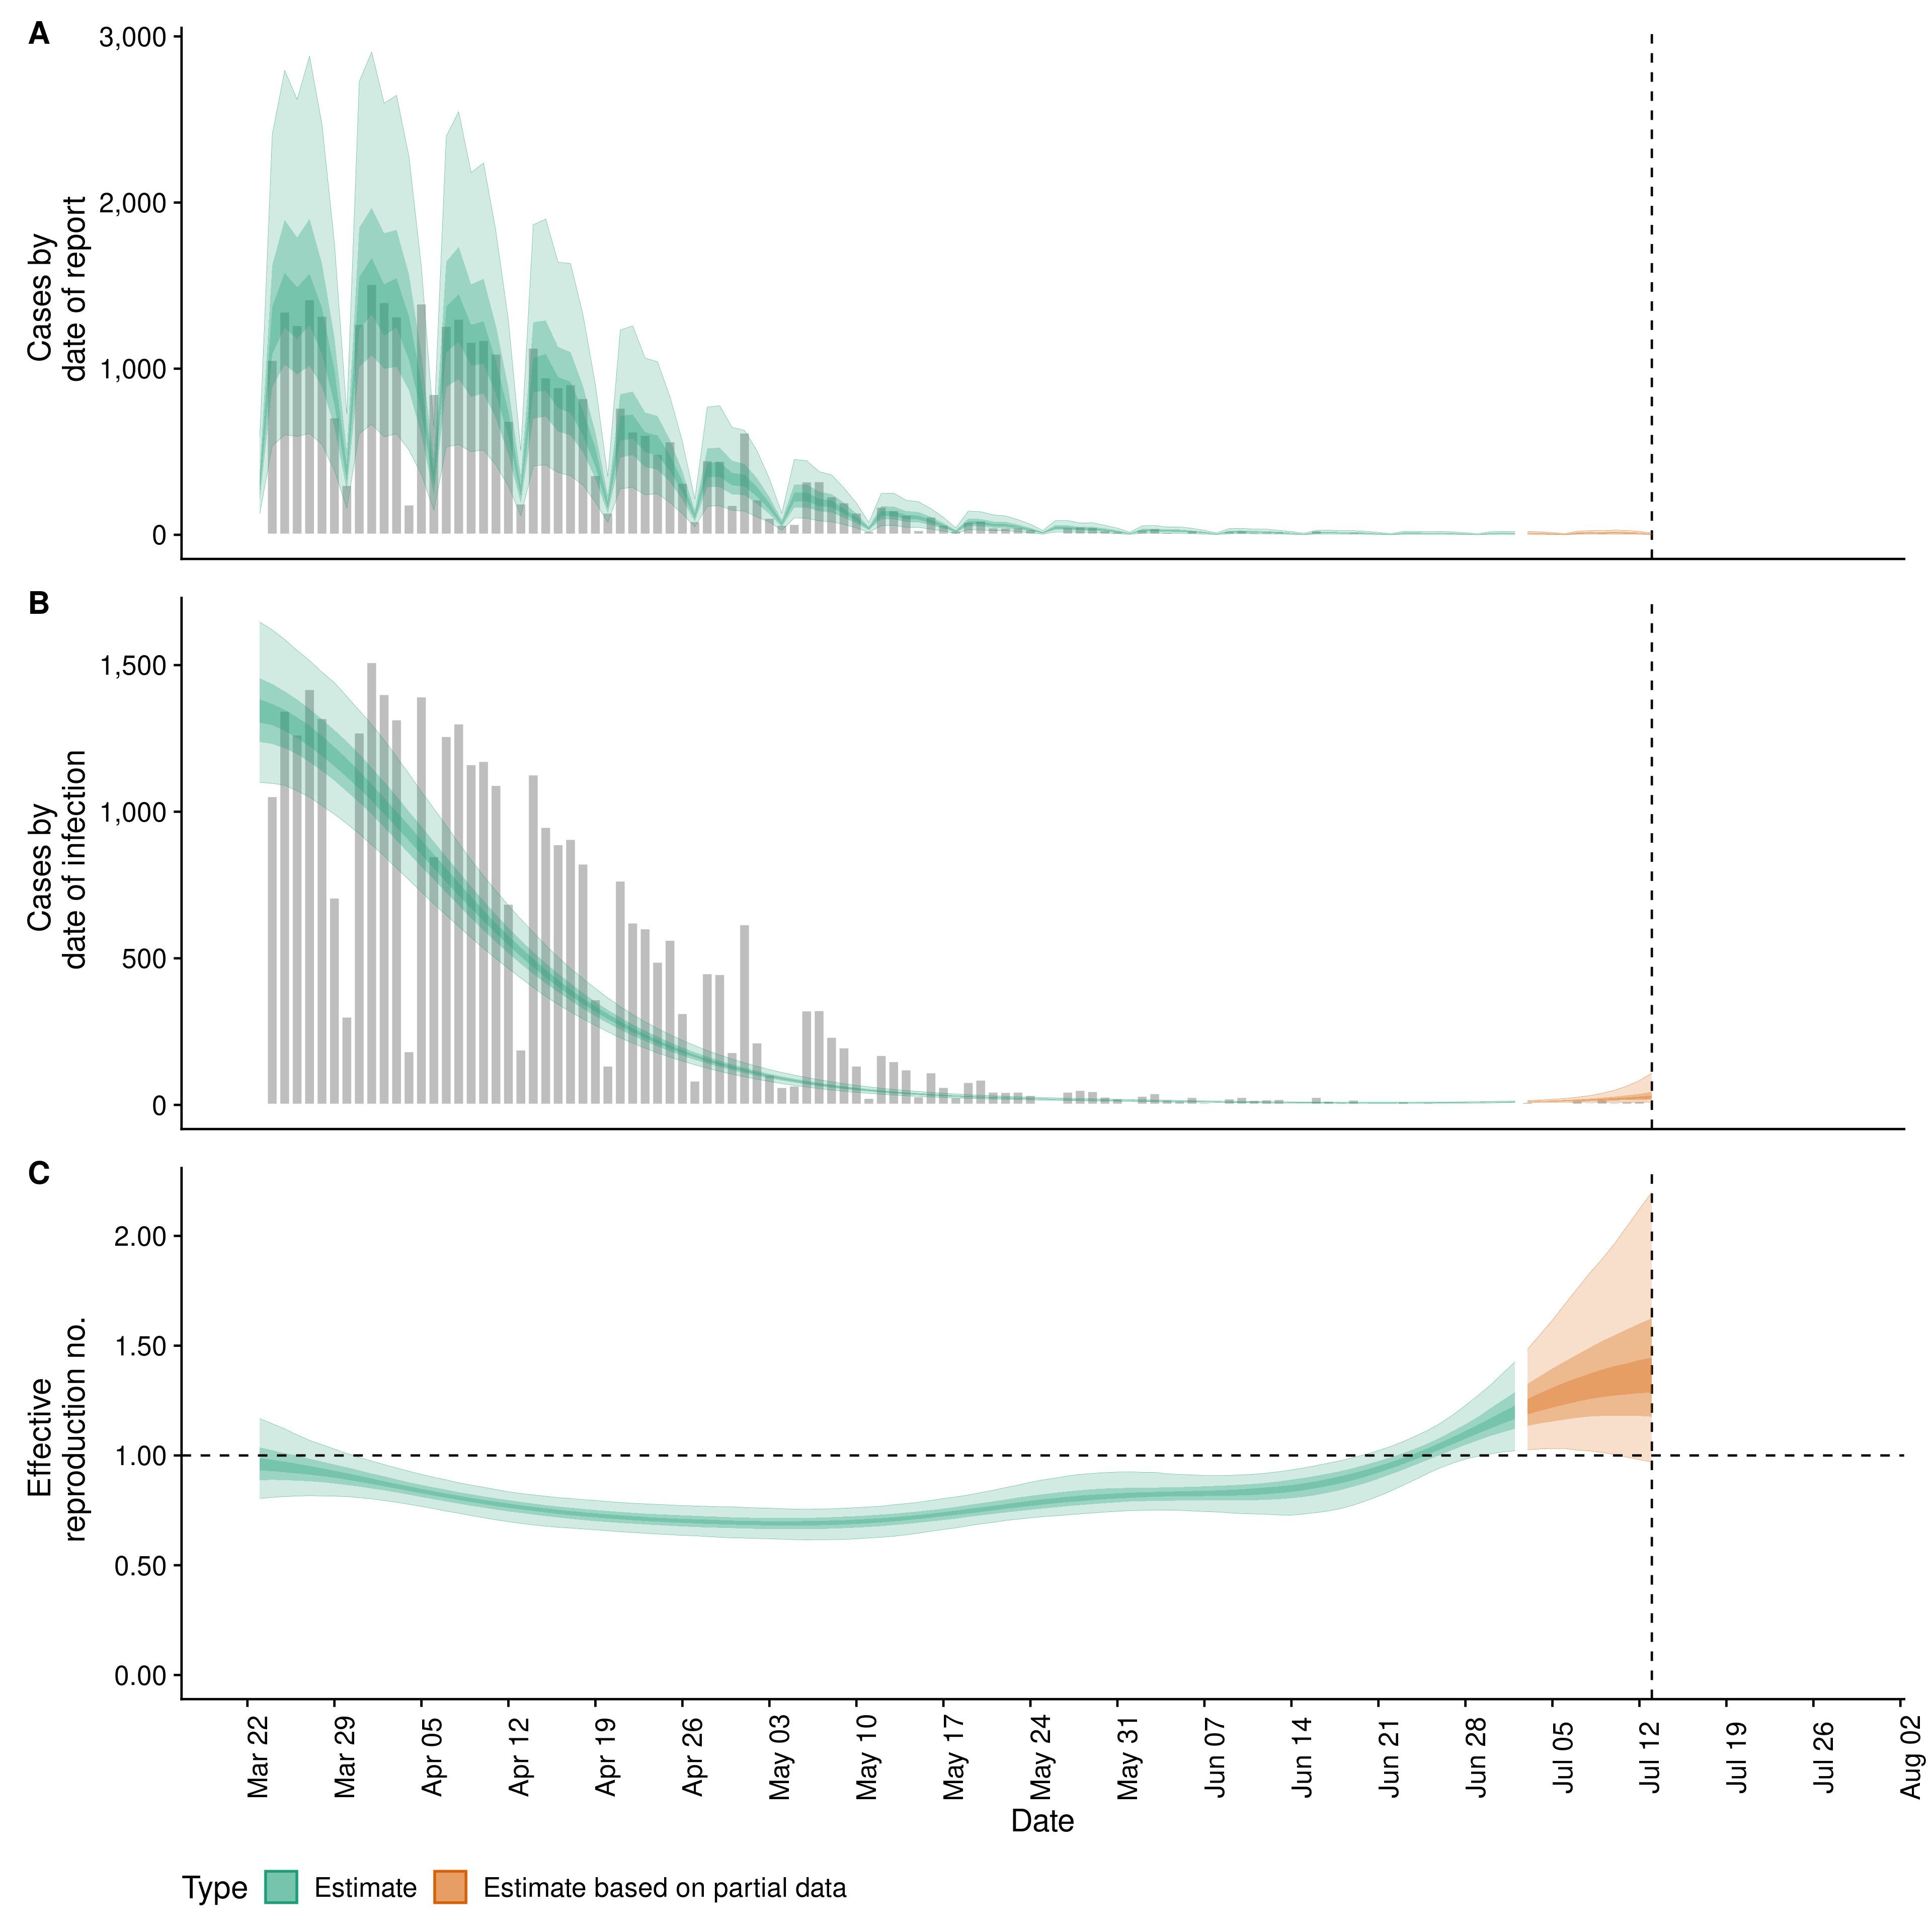 A
Cases by
date of report
3,000
2,000
1,000
0
B
Cases by
date of infection
1,500
1,000
500
0
C
Effective
reproduction no.
2.00
1.50
1.00
0.50
0.00
Mar 22
Mar 29
Apr 05
Apr 12
Apr 19
Apr 26
May 03
May 10
May 17
May 24
May 31
Jun 07
Jun 14
Jun 21
Jun 28
Jul 05
Jul 12
Jul 19
Jul 26
Aug 02
Date
Type Estimate Estimate based on partial data